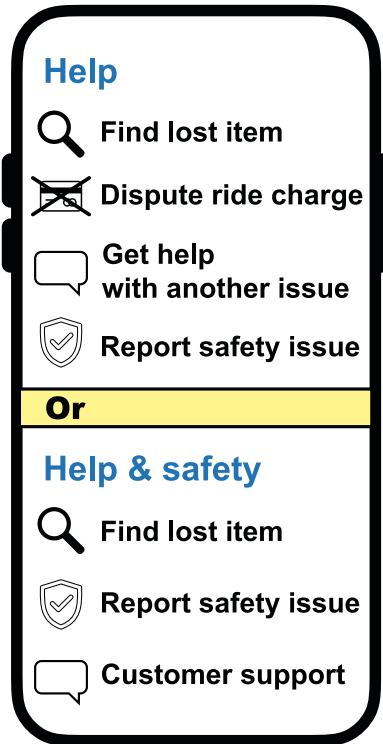 Help
Find lost item
Dispute ride charge
Get help
with another issue
Report safety issue
Or
Help & safety
Find lost item
Report safety issue
Customer support